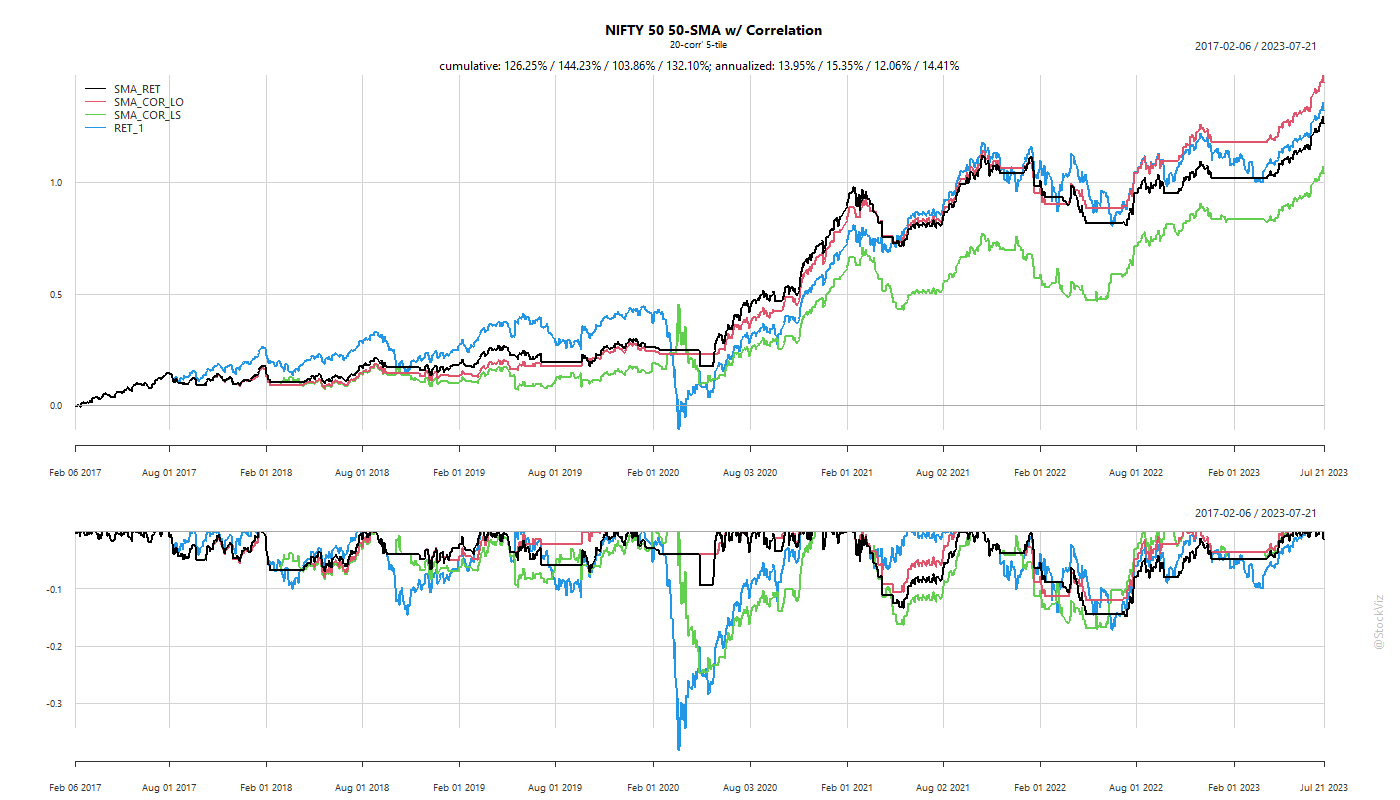 NIFTY 50 50-SMA w/ Correlation
20-corr' 5-tile
2017-02-06 / 2023-07-21
cumulative: 126.25% / 144.23% / 103.86% / 132.10%; annualized: 13.95% / 15.35% / 12.06% / 14.41%
SMA_RET
SMA_COR_LO
SMA_COR_LS
RET_1
1.0
0.5
0.0
Feb 06 2017 Aug 01 2017 Feb 01 2018 Aug 01 2018 Feb 01 2019 Aug 01 2019 Feb 01 2020 Aug 03 2020 Feb 01 2021 Aug 02 2021 Feb 01 2022 Aug 01 2022 Feb 01 2023 Jul 21 2023
2017-02-06 / 2023-07-21
-0.1
-0.2
-0.3
Feb 06 2017 Aug 01 2017 Feb 01 2018 Aug 01 2018 Feb 01 2019 Aug 01 2019 Feb 01 2020 Aug 03 2020 Feb 01 2021 Aug 02 2021 Feb 01 2022 Aug 01 2022 Feb 01 2023 Jul 21 2023
@StockViz